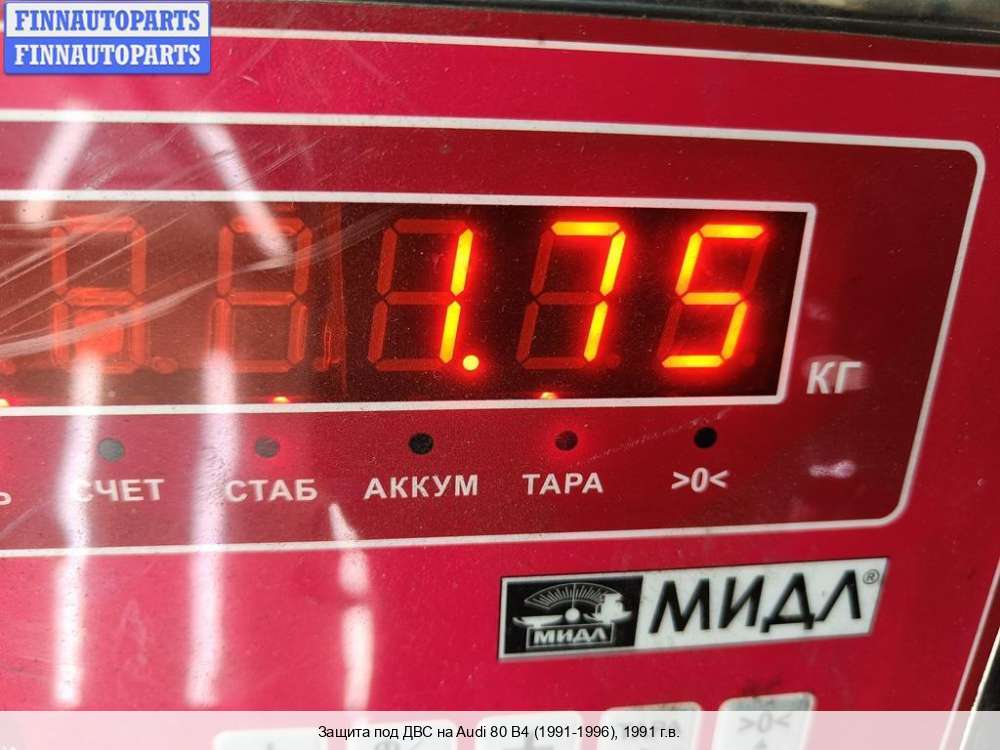 FINNAUTOPARTS
FINNAUTOPARTS
1.75
КГ
СЧЕТ СТАБ АККУМ ТАРА >0<
МИДЛ МИДЛ®
>0<
Защита под ДВС на Audi 80 B4 (1991-1996), 1991 г.в.